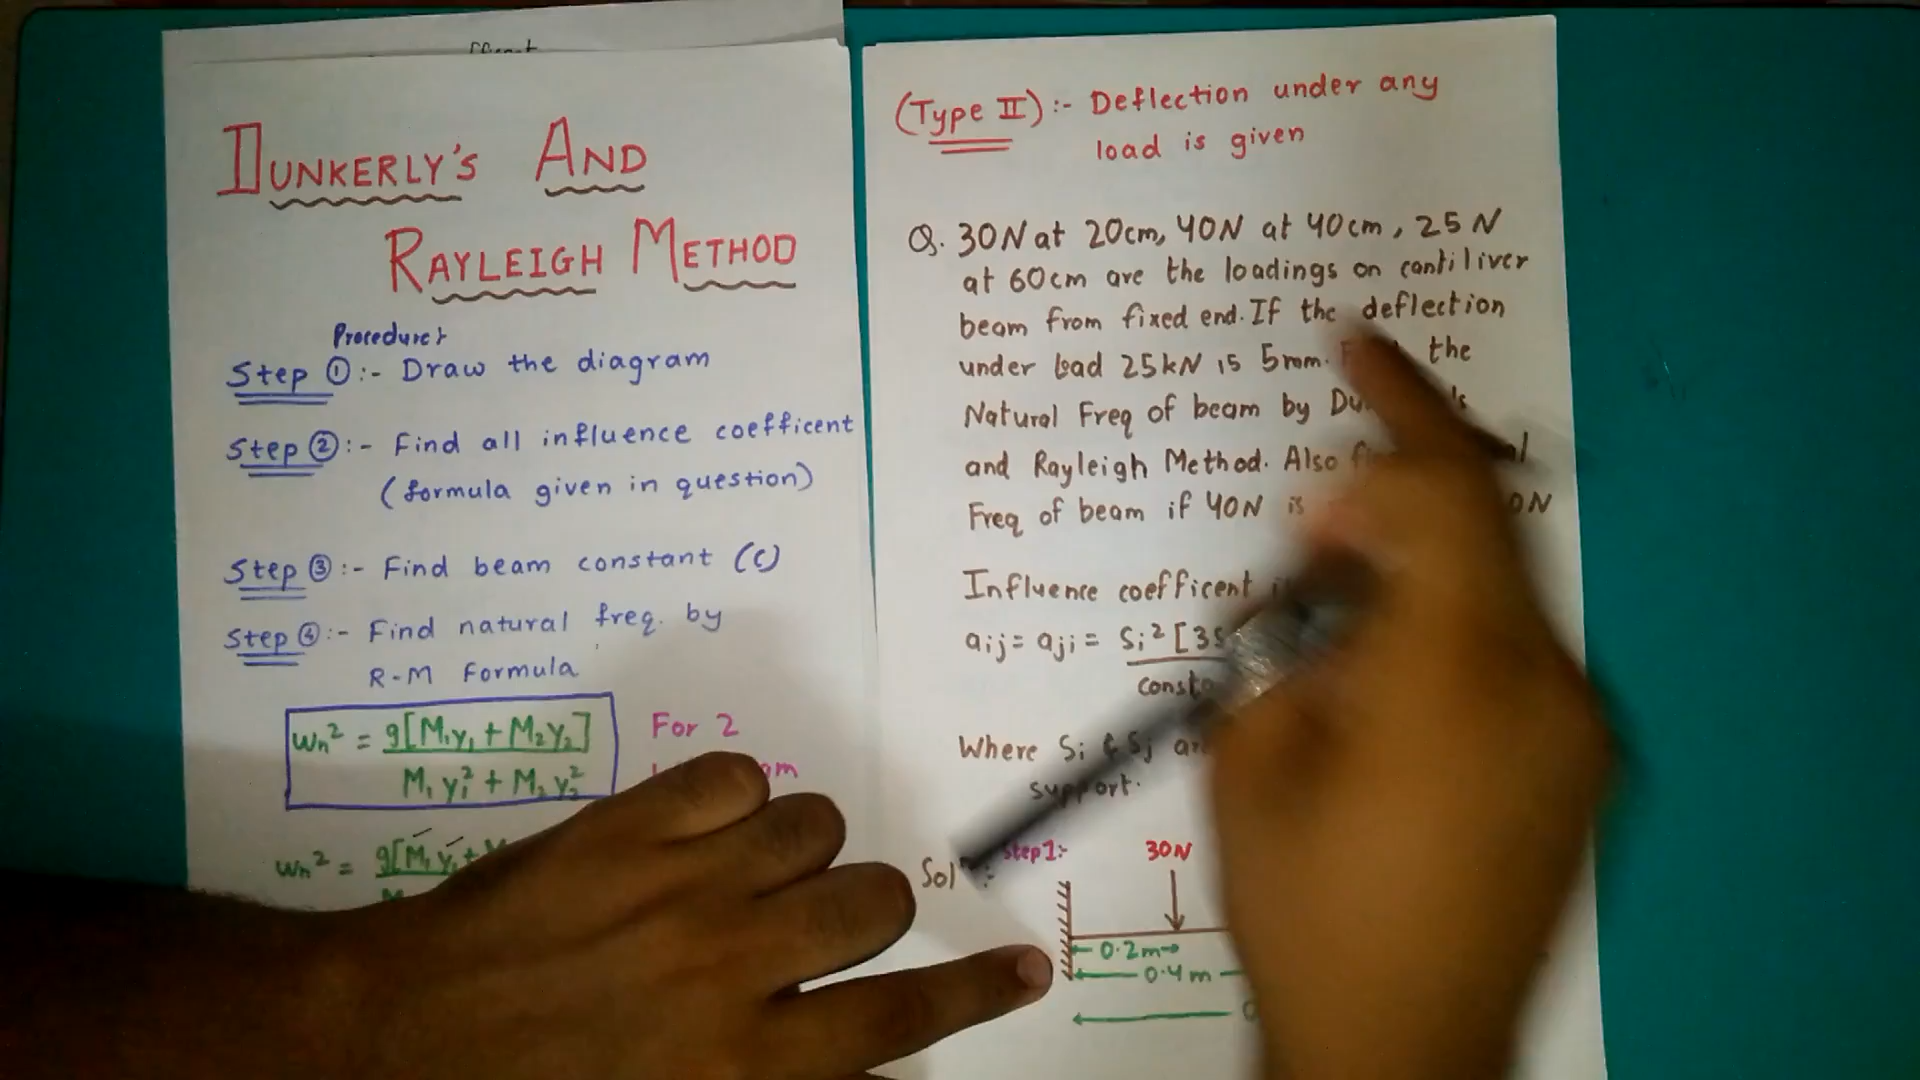 DUNKERLY'S AND
RAYLEIGH METHOD
Procedure:
Step ①:- Draw the diagram
Step ②:- Find all influence coefficent
(formula given in question)
Step ③:- Find beam constant (C)
Step ④:- Find natural freq. by
R-M Formula
Wn² = g[M₁y₁ + M₂y₂]
M₁y₁² + M₂y₂²
For 2
Wn² = g[M₁y₁+
(Type II):- Deflection under any
load is given
Q. 30N at 20cm, 40N at 40cm, 25N
at 60cm are the loadings on cantiliver
beam from fixed end. If the deflection
under load 25kN is 5mm. the
Natural Freq of beam by
and Rayleigh Method. Also
Freq of beam if 40N is
Influence coefficent
aij = aji = Si²[3S
Where Si & Sj
support.
Sol
Step1:-
30N
0.2m
0.4m